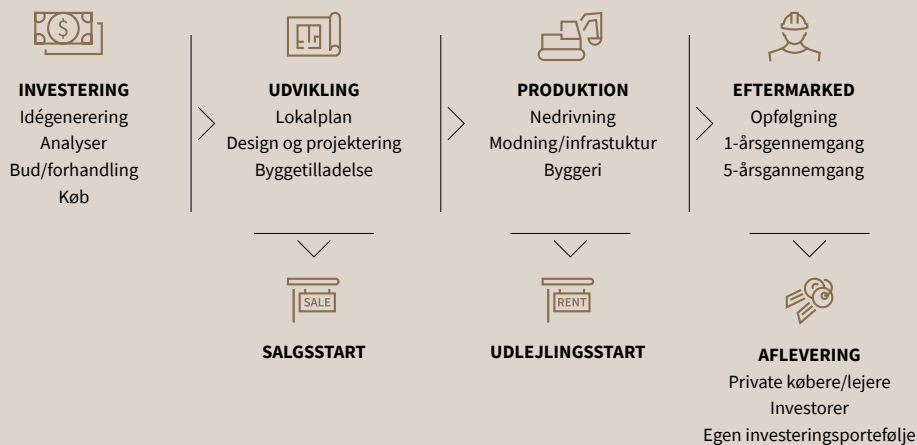 INVESTERING
Idégenerering
Analyser
Bud/forhandling
Køb
UDVIKLING
Lokalplan
Design og projektering
Byggetilladelse
PRODUKTION
Nedrivning
Modning/infrastuktur
Byggeri
EFTERMARKED
Opfølgning
1-årsgennemgang
5-årsgannemgang
SALE
SALGSSTART
RENT
UDLEJLINGSSTART
AFLEVERING
Private købere/lejere
Investorer
Egen investeringsportefølje